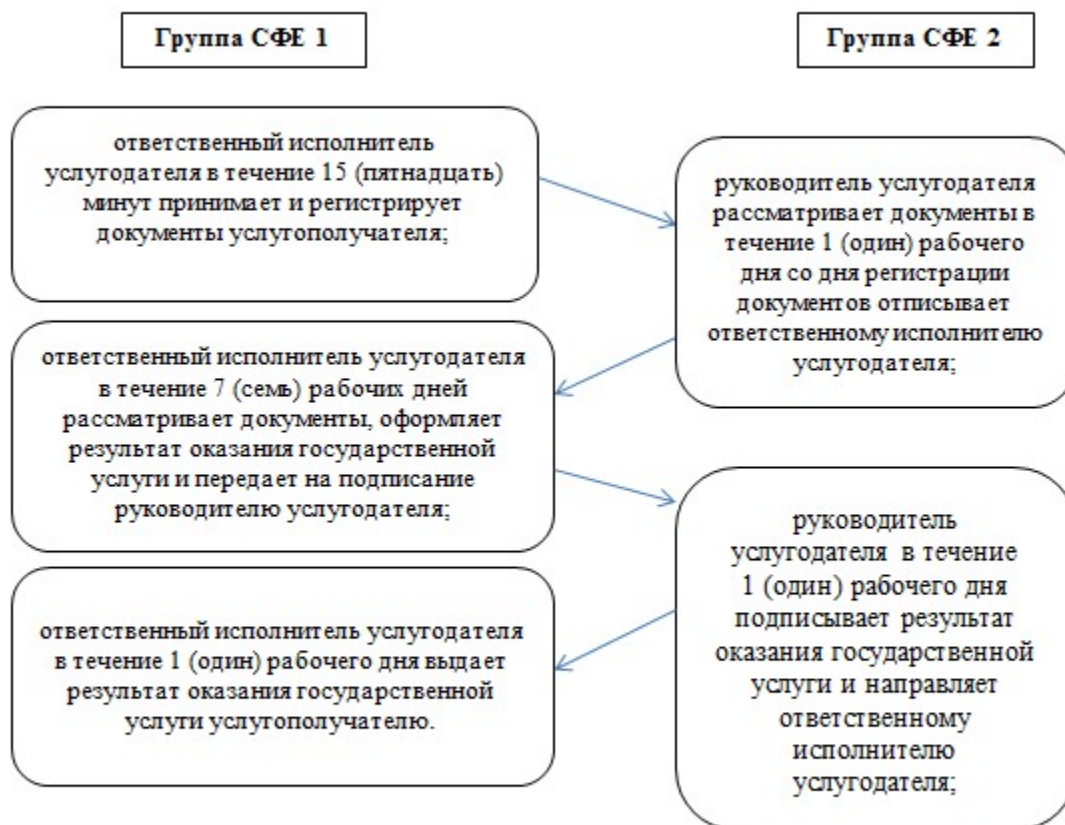 Группа СФЕ 1
Группа СФЕ 2
ответственный исполнитель
услугодателя в течение 15 (пятнадцать)
минут принимает и регистрирует
документы услугополучателя;
руководитель услугодателя
рассматривает документы в
течение 1 (один) рабочего
дня со дня регистрации
документов отписывает
ответственному исполнителю
услугодателя;
ответственный исполнитель услугодателя
в течение 7 (семь) рабочих дней
рассматривает документы, оформляет
результат оказания государственной
услуги и передает на подписание
руководителю услугодателя;
руководитель
услугодателя в течение
1 (один) рабочего дня
подписывает результат
оказания государственной
услуги и направляет
ответственному
исполнителю
услугодателя;
ответственный исполнитель услугодателя
в течение 1 (один) рабочего дня выдает
результат оказания государственной
услуги услугополучателю.